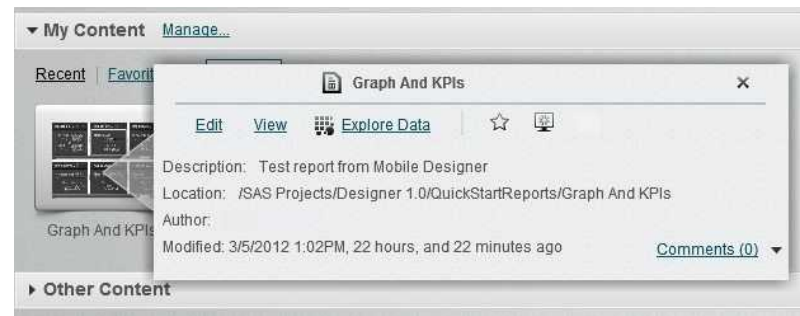 My Content Manage...
Recent Favorit
Graph And KPIs
Edit View Explore Data
Description: Test report from Mobile Designer
Location: /SAS Projects/Designer 1.0/QuickStartReports/Graph And KPIs
Author:
Modified: 3/5/2012 1:02PM, 22 hours, and 22 minutes ago
Comments (0)
Graph And KPIs
Other Content